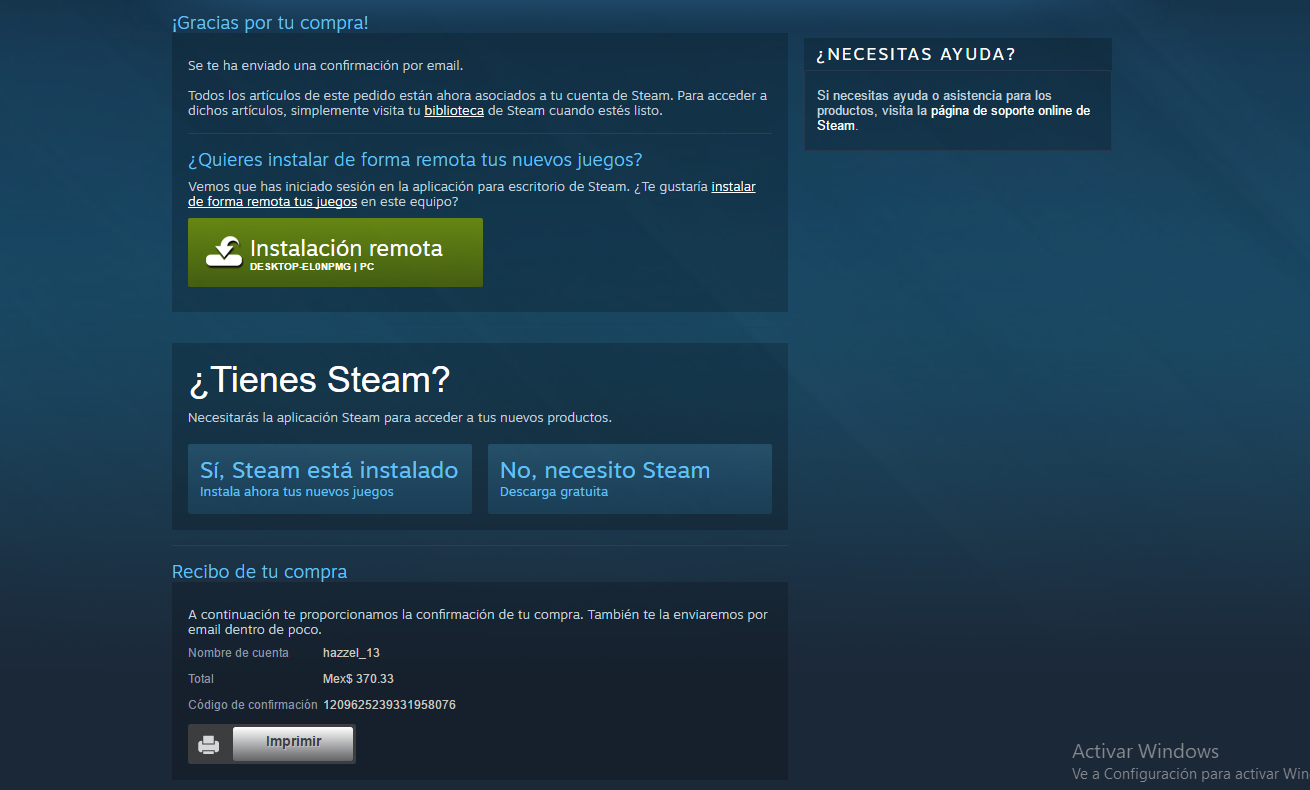 ¡Gracias por tu compra!
Se te ha enviado una confirmación por email.
Todos los artículos de este pedido están ahora asociados a tu cuenta de Steam. Para acceder a
dichos artículos, simplemente visita tu biblioteca de Steam cuando estés listo.
¿Quieres instalar de forma remota tus nuevos juegos?
Vemos que has iniciado sesión en la aplicación para escritorio de Steam. ¿Te gustaría instalar
de forma remota tus juegos en este equipo?
Instalación remota
DESKTOP-EL0NPMG | PC
¿Tienes Steam?
Necesitarás la aplicación Steam para acceder a tus nuevos productos.
Sí, Steam está instalado
Instala ahora tus nuevos juegos
No, necesito Steam
Descarga gratuita
Recibo de tu compra
A continuación te proporcionamos la confirmación de tu compra. También te la enviaremos por
email dentro de poco.
Nombre de cuenta hazzel_13
Total Mex$ 370.33
Código de confirmación 1209625239331958076
Imprimir
¿NECESITAS AYUDA?
Si necesitas ayuda o asistencia para los
productos, visita la página de soporte online de
Steam.
Activar Windows
Ve a Configuración para activar Win